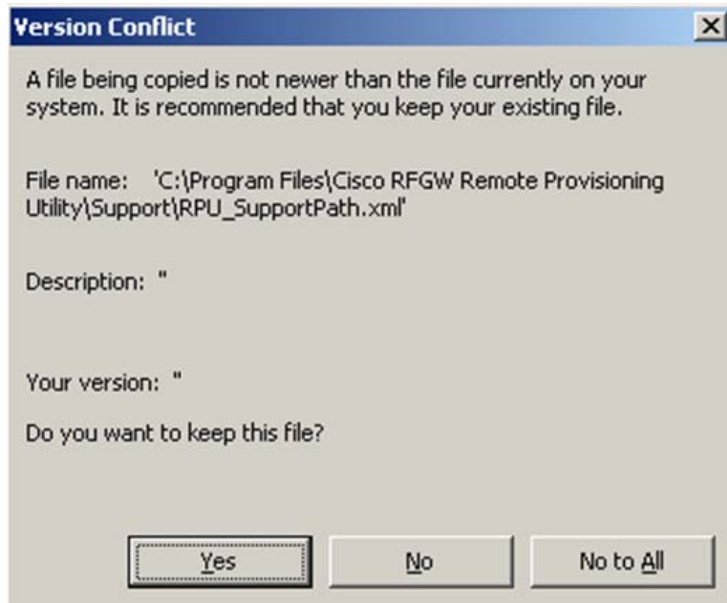 Version Conflict
A file being copied is not newer than the file currently on your
system. It is recommended that you keep your existing file.
File name: 'C:\Program Files\Cisco RFGW Remote Provisioning
Utility\Support\RPU_SupportPath.xml'
Description: "
Your version: "
Do you want to keep this file?
Yes No No to All